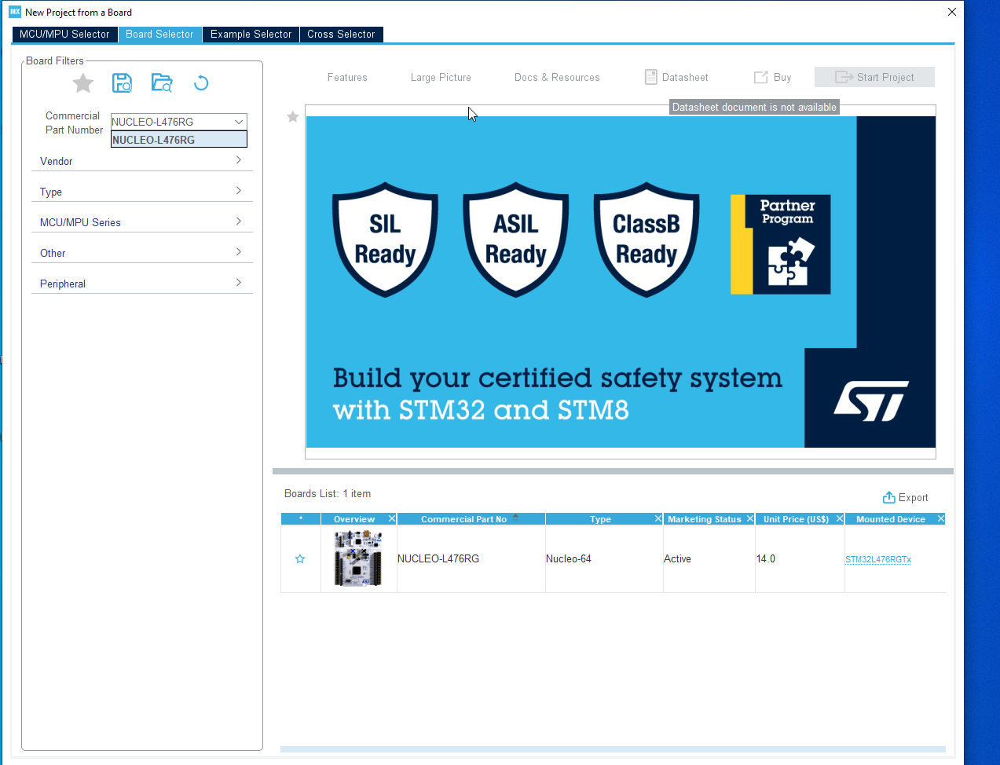 MX New Project from a Board
MCU/MPU Selector Board Selector Example Selector Cross Selector
Board Filters
Commercial
Part Number
NUCLEO-L476RG
NUCLEO-L476RG
Vendor
Type
MCU/MPU Series
Other
Peripheral
Features Large Picture Docs & Resources Datasheet Buy Start Project
Datasheet document is not available
SIL
Ready
ASIL
Ready
ClassB
Ready
Partner
Program
Build your certified safety system
with STM32 and STM8
ST
Boards List: 1 item
Export
* Overview Commercial Part No Type Marketing Status Unit Price (US$) Mounted Device
NUCLEO-L476RG Nucleo-64 Active 14.0 STM32L476RGTx